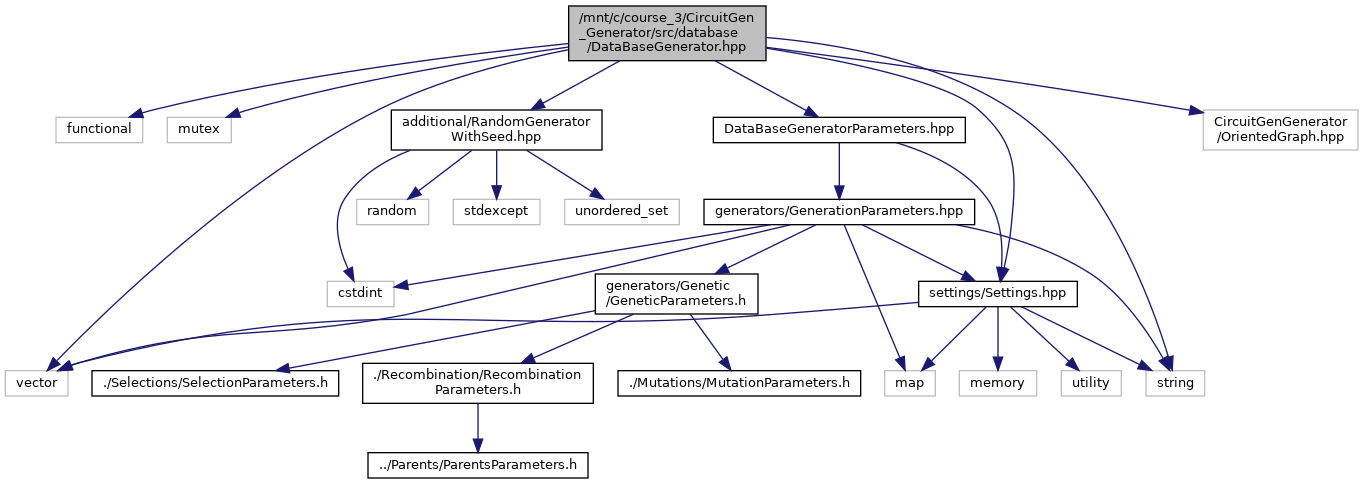 /mnt/c/course_3/CircuitGen
_Generator/src/database
/DataBaseGenerator.hpp
functional
mutex
additional/RandomGenerator
WithSeed.hpp
DataBaseGeneratorParameters.hpp
CircuitGenGenerator
/OrientedGraph.hpp
random
stdexcept
unordered_set
generators/GenerationParameters.hpp
cstdint
generators/Genetic
/GeneticParameters.h
settings/Settings.hpp
vector
./Selections/SelectionParameters.h
./Recombination/Recombination
Parameters.h
./Mutations/MutationParameters.h
map
memory
utility
string
../Parents/ParentsParameters.h